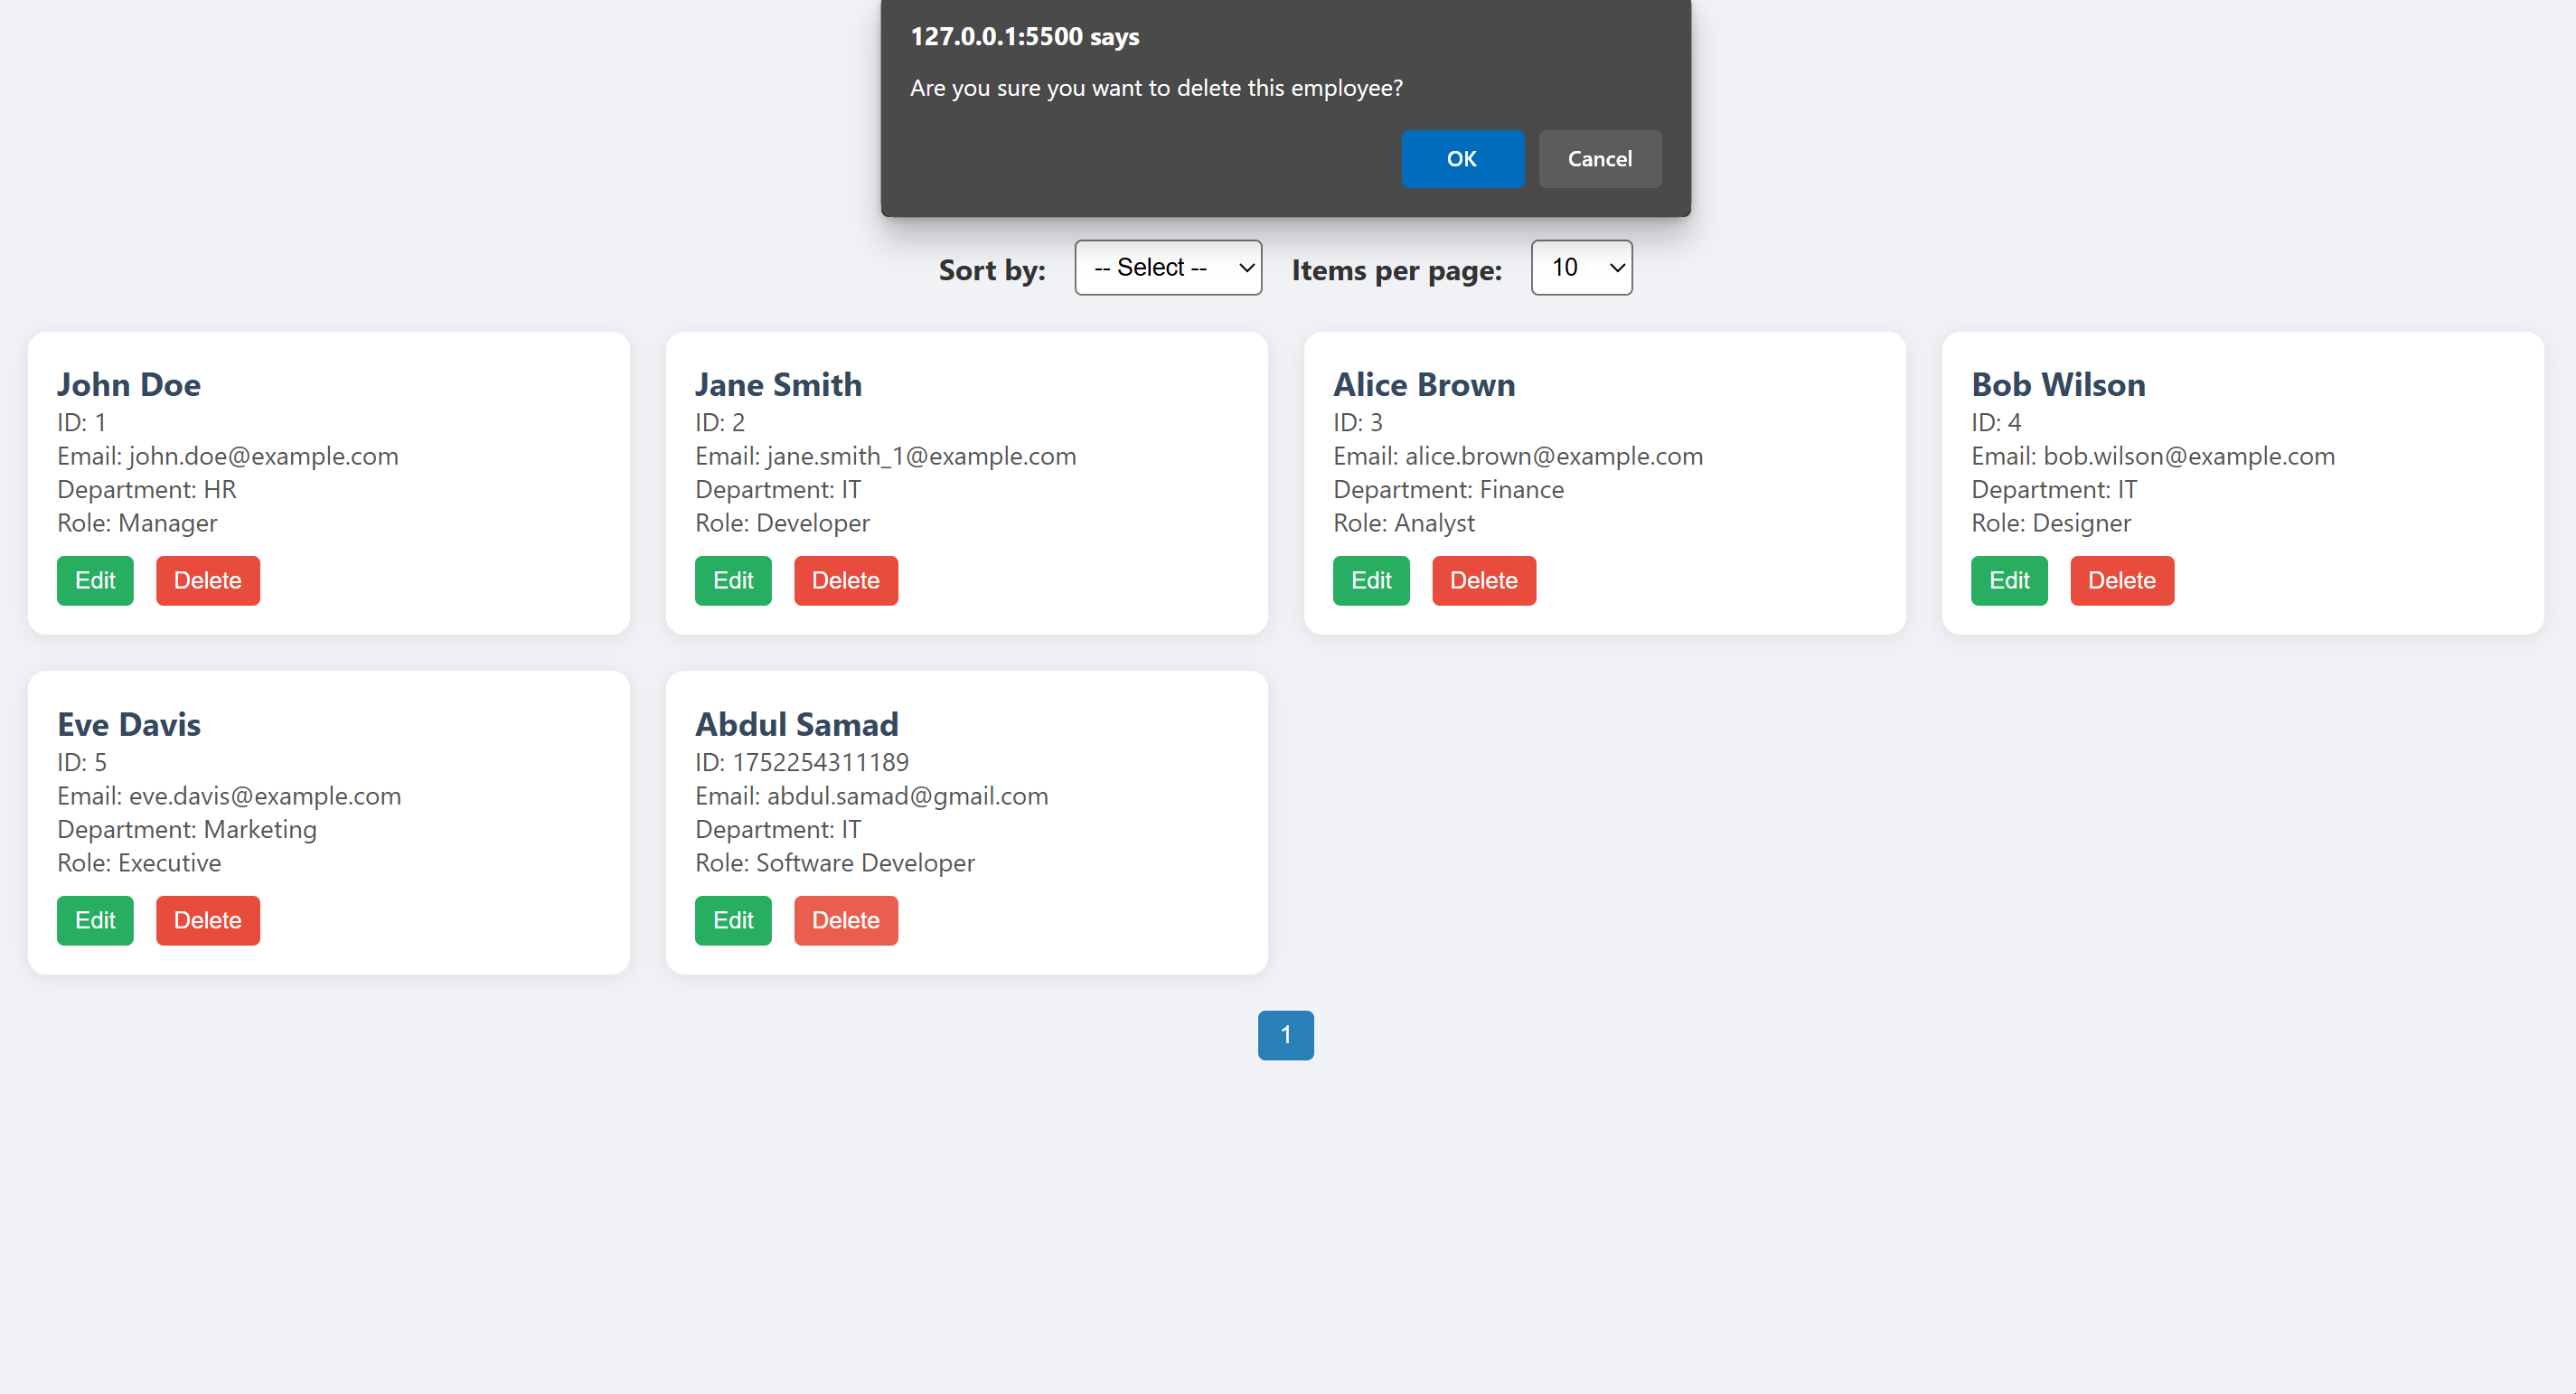 127.0.0.1:5500 says
Are you sure you want to delete this employee?
OK Cancel
Sort by: -- Select -- Items per page: 10
John Doe
ID: 1
Email: john.doe@example.com
Department: HR
Role: Manager
Edit Delete
Jane Smith
ID: 2
Email: jane.smith_1@example.com
Department: IT
Role: Developer
Edit Delete
Alice Brown
ID: 3
Email: alice.brown@example.com
Department: Finance
Role: Analyst
Edit Delete
Bob Wilson
ID: 4
Email: bob.wilson@example.com
Department: IT
Role: Designer
Edit Delete
Eve Davis
ID: 5
Email: eve.davis@example.com
Department: Marketing
Role: Executive
Edit Delete
Abdul Samad
ID: 1752254311189
Email: abdul.samad@gmail.com
Department: IT
Role: Software Developer
Edit Delete
1